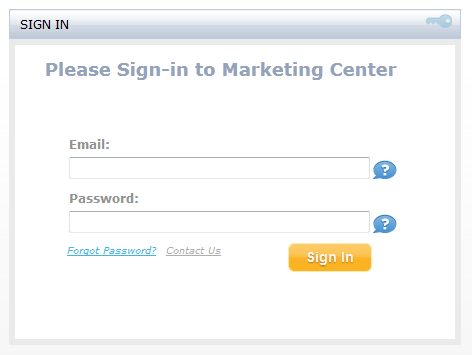 SIGN IN
Please Sign-in to Marketing Center
Email:
?
Password:
?
Forgot Password? Contact Us
Sign In